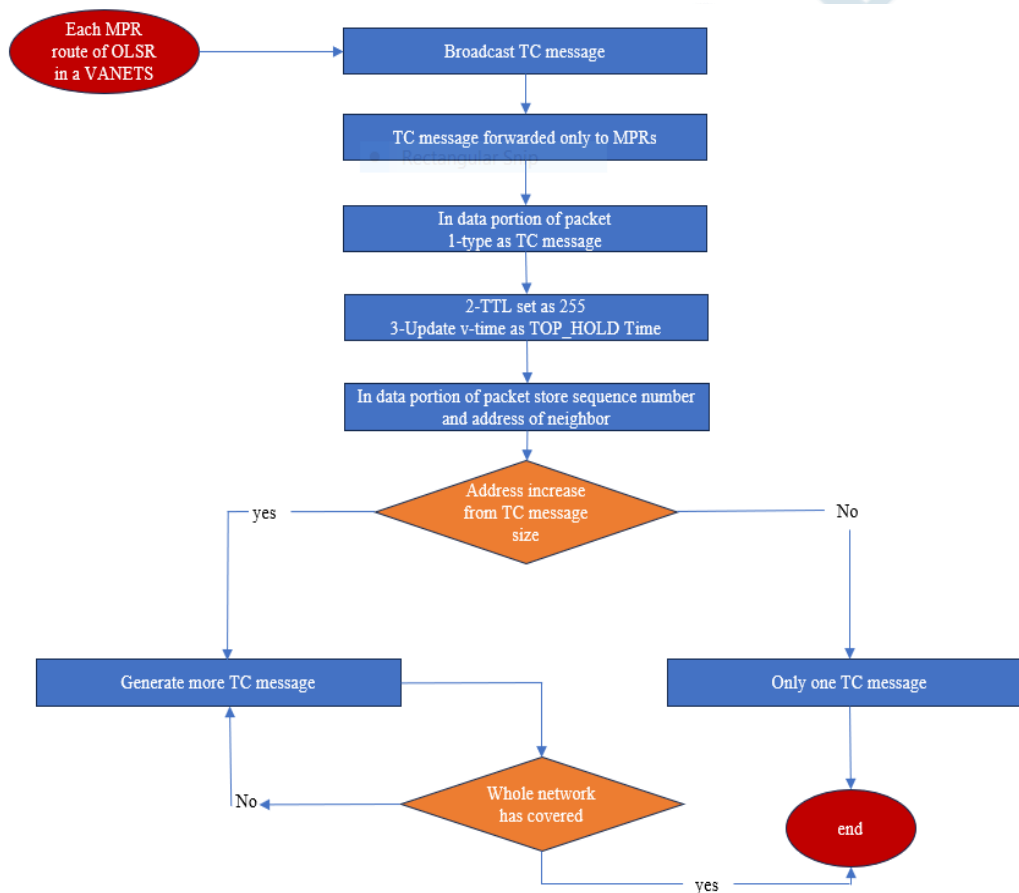 Each MPR
route of OLSR
in a VANETS
Broadcast TC message
TC message forwarded only to MPRs
Rectangular Snip
In data portion of packet
1-type as TC message
2-TTL set as 255
3-Update v-time as TOP_HOLD Time
In data portion of packet store sequence number
and address of neighbor
Address increase
from TC message
size
yes
No
Generate more TC message
Only one TC message
Whole network
has covered
No
end
yes